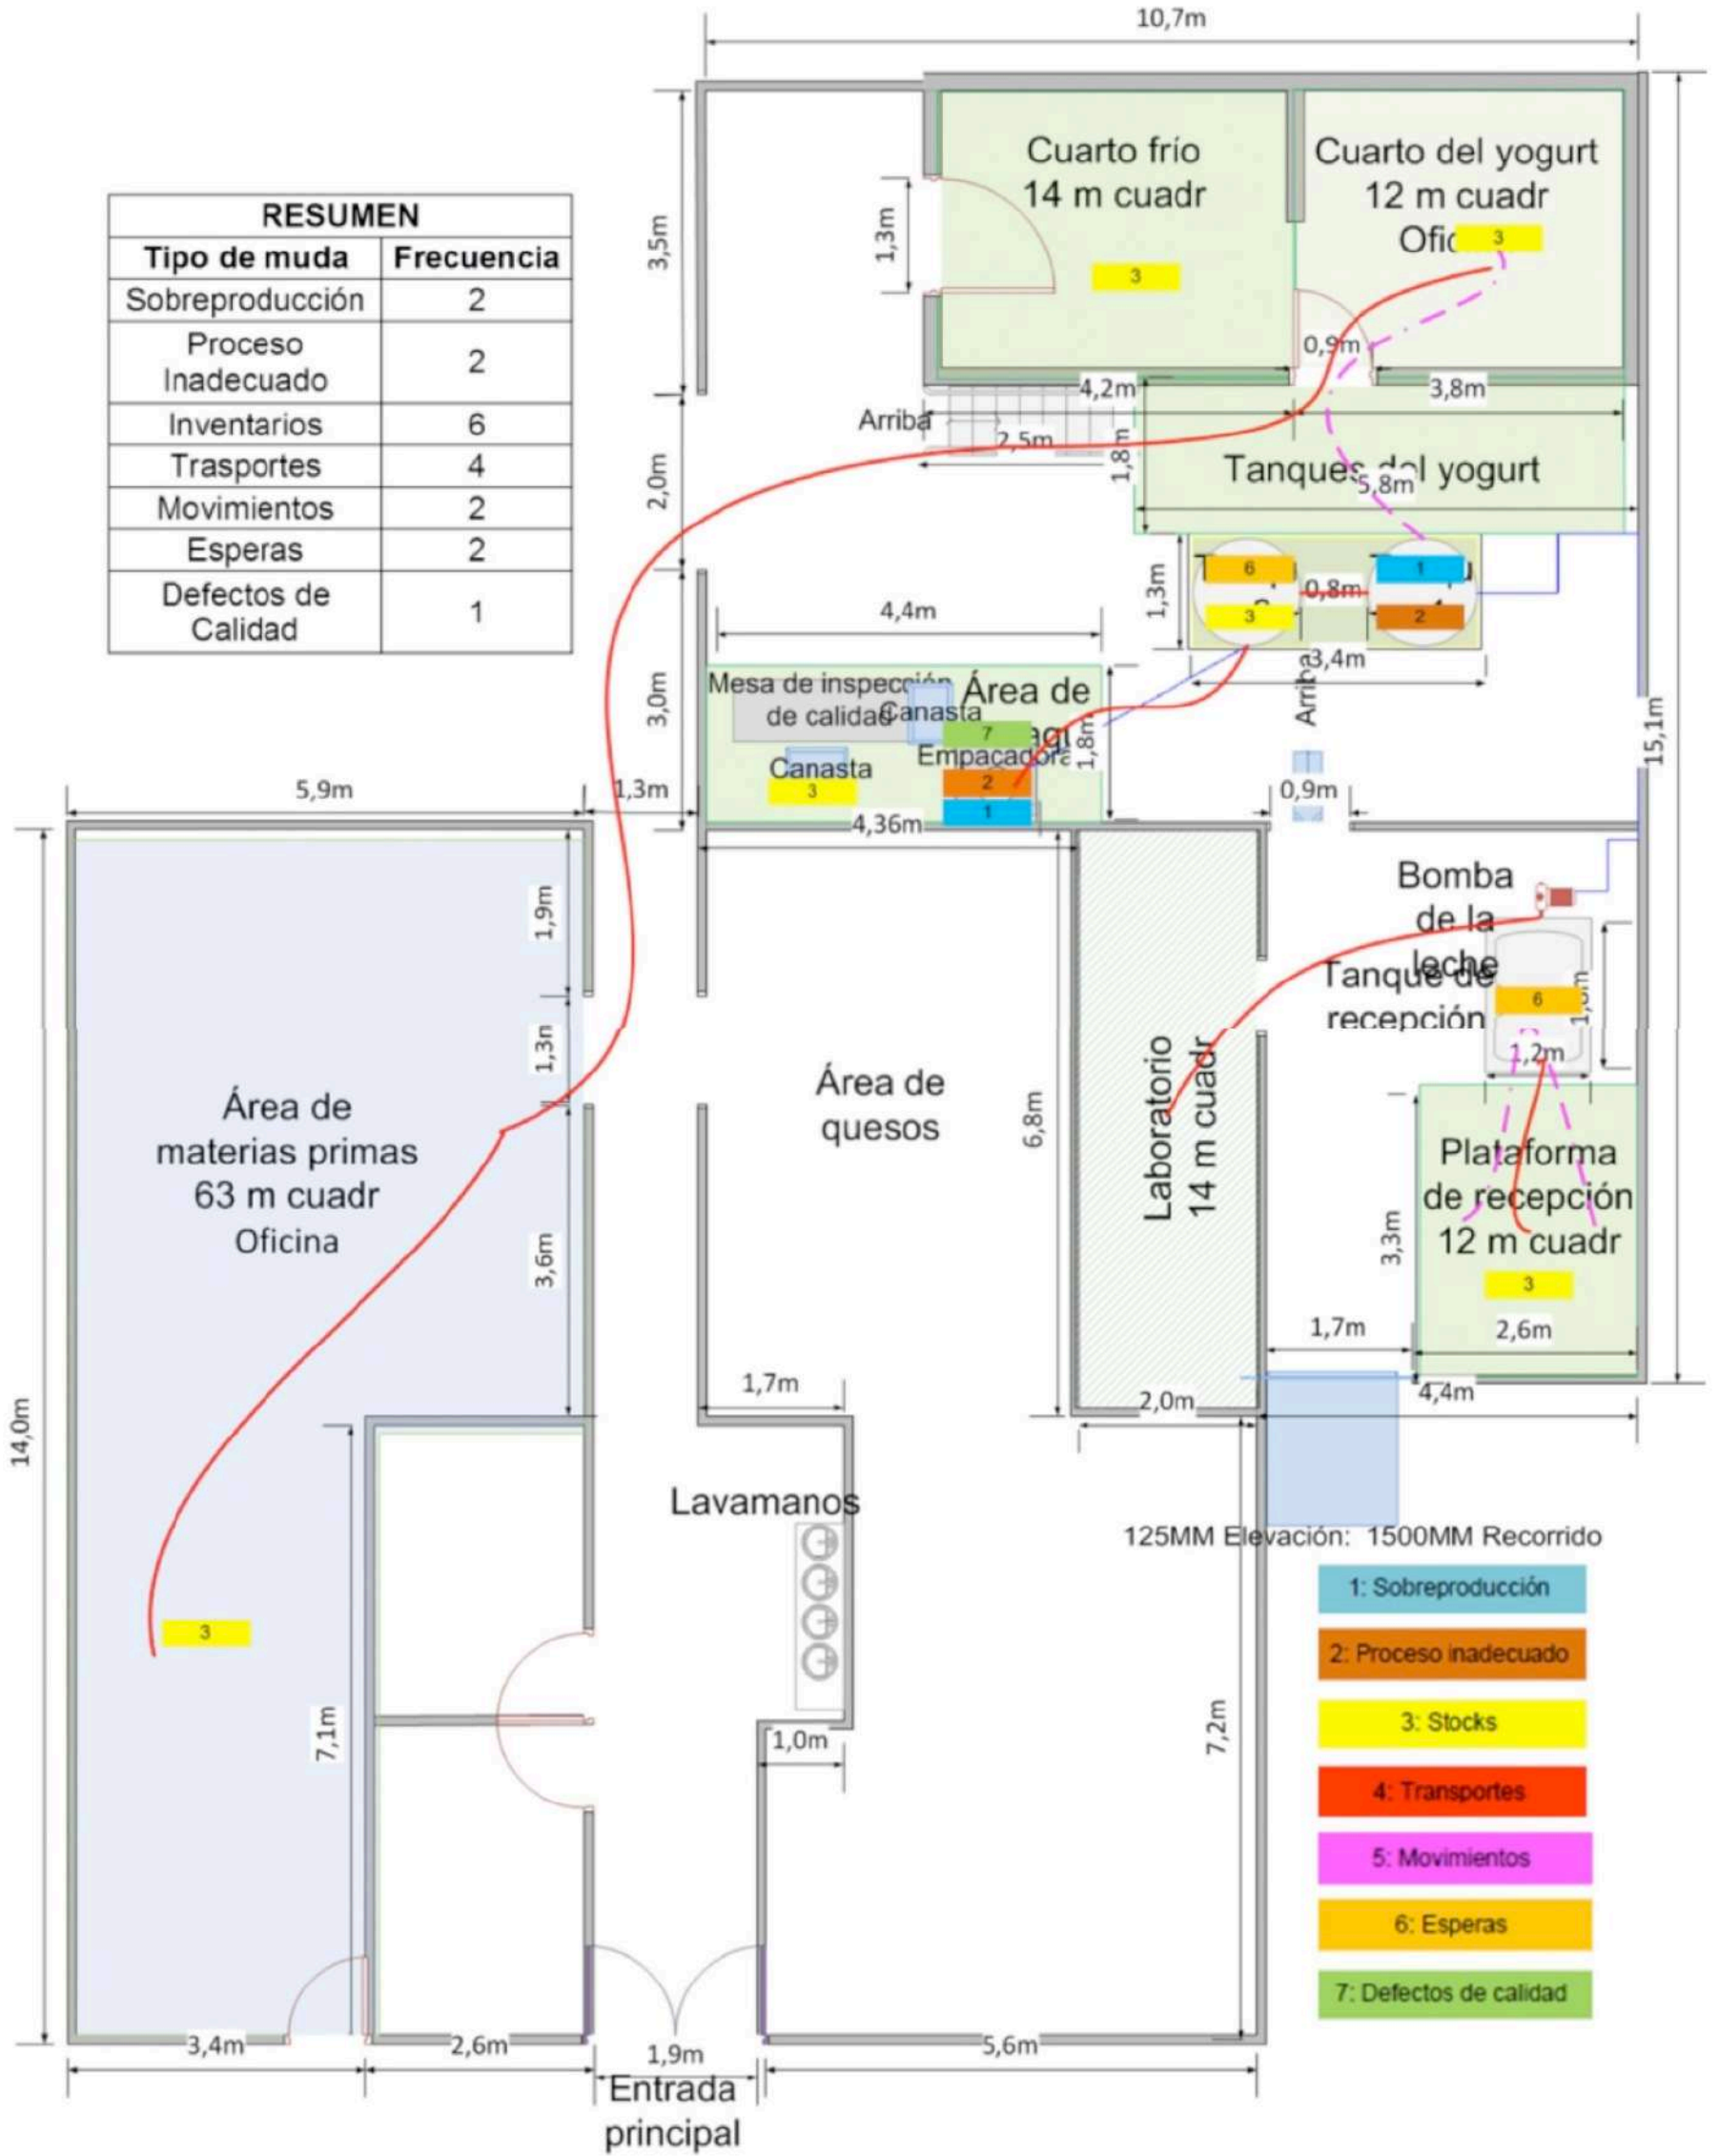 10,7m
RESUMEN
Tipo de muda Frecuencia
Sobreproducción 2
Proceso
Inadecuado 2
Inventarios 6
Trasportes 4
Movimientos 2
Esperas 2
Defectos de
Calidad 1
3,5m
1,3m
Cuarto frío
14 m cuadr
3
Cuarto del yogurt
12 m cuadr
3
0,9m
4,2m
3,8m
Arriba
2,5m
1,8m
2,0m
Tanques del yogurt
5,8m
6
1
0,8m
3
2
1,3m
3,4m
4,4m
Arriba
3,0m
Mesa de inspección
de calidad
Canasta
Área de
7
Empacadora
1,8m
Canasta
3
2
1
4,36m
0,9m
15,1m
5,9m
1,3m
1,9m
1,3
3,6m
14,0m
Área de
materias primas
63 m cuadr
Oficina
3
7,1m
Área de
quesos
6,8m
Laboratorio
14 m cuadr
Bomba
de la
leche
Tanque de
recepción
6
1,2m
Plataforma
de recepción
12 m cuadr
3
3,3m
1,7m
2,6m
4,4m
2,0m
1,7m
Lavamanos
1,0m
7,2m
125MM Elevación: 1500MM Recorrido
1: Sobreproducción
2: Proceso inadecuado
3: Stocks
4: Transportes
5: Movimientos
6: Esperas
7: Defectos de calidad
3,4m
2,6m
1,9m
5,6m
Entrada
principal